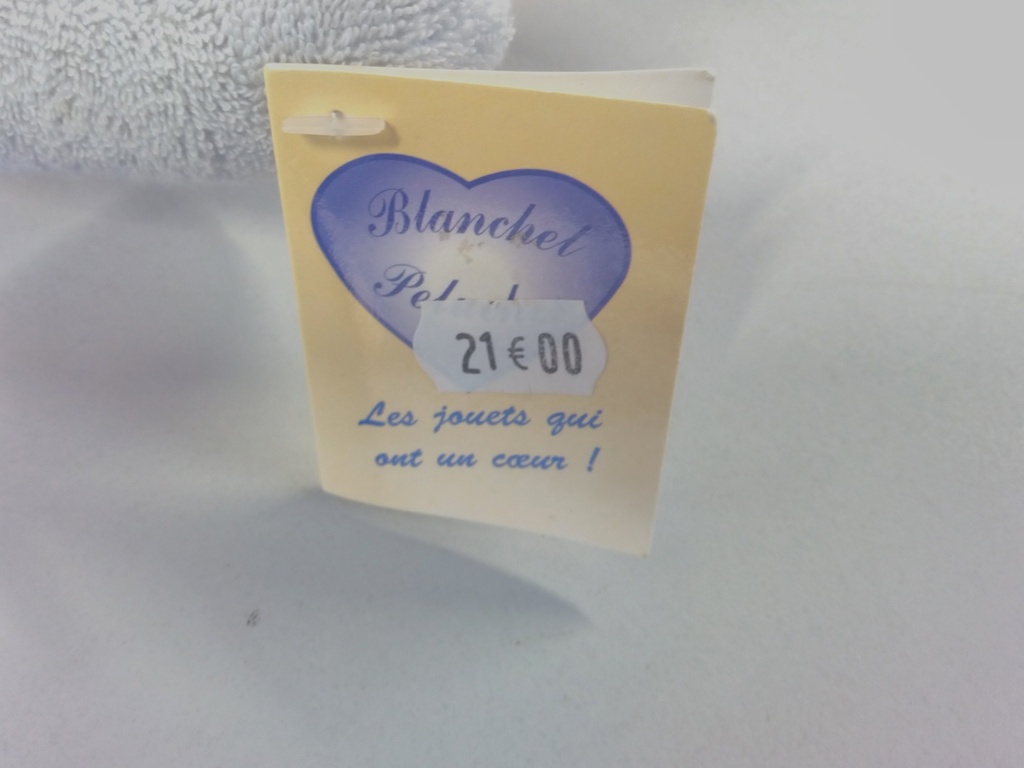 Blanchet
21 € 00
Les jouets qui
ont un cœur !